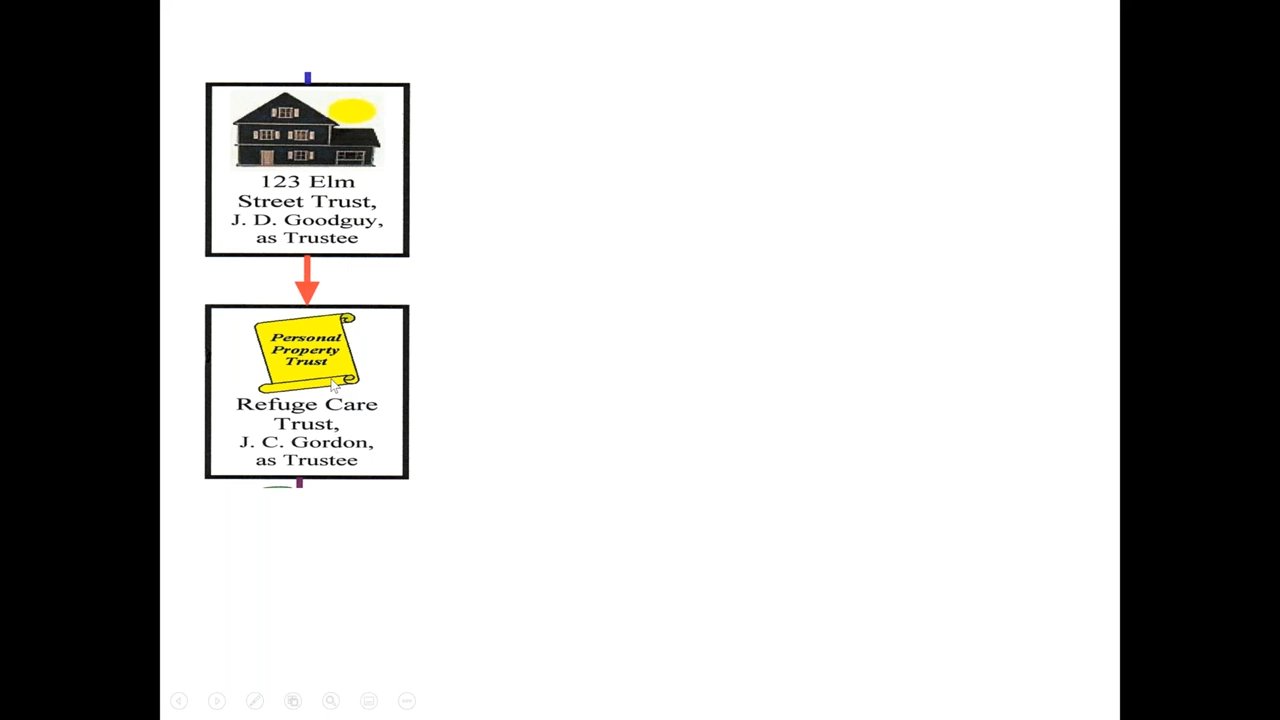 123 Elm
Street Trust,
J. D. Goodguy,
as Trustee
Personal
Property
Trust
Refuge Care
Trust,
J. C. Gordon,
as Trustee